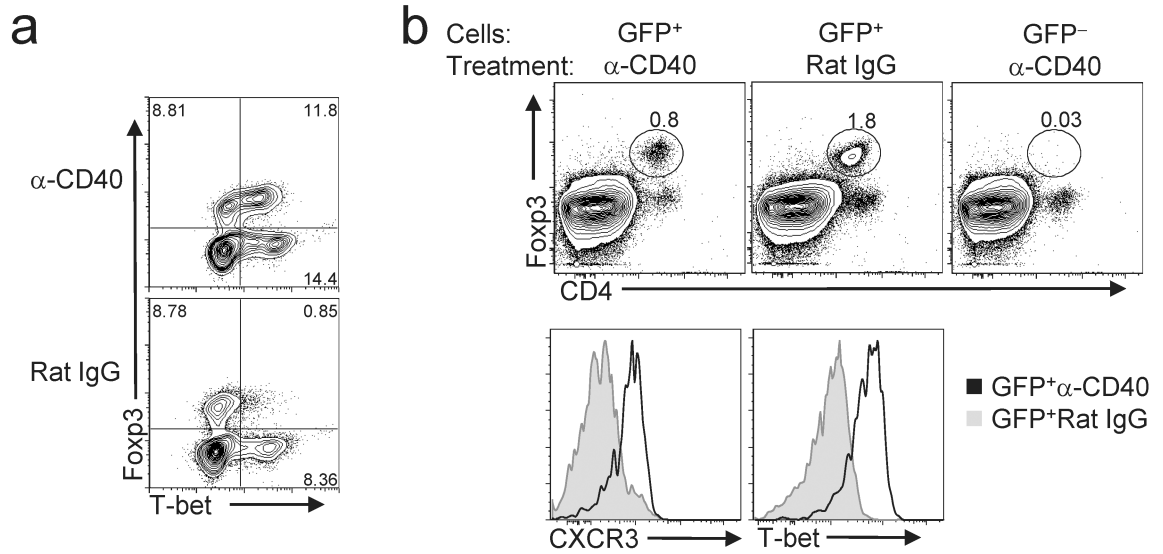 a
8.81 11.8
α-CD40
14.4
8.78 0.85
Rat IgG
8.36
Foxp3
T-bet
b
Cells: GFP⁺ GFP⁺ GFP⁻
Treatment: α-CD40 Rat IgG α-CD40
0.8 1.8 0.03
Foxp3
CD4
GFP⁺α-CD40
GFP⁺Rat IgG
CXCR3 T-bet